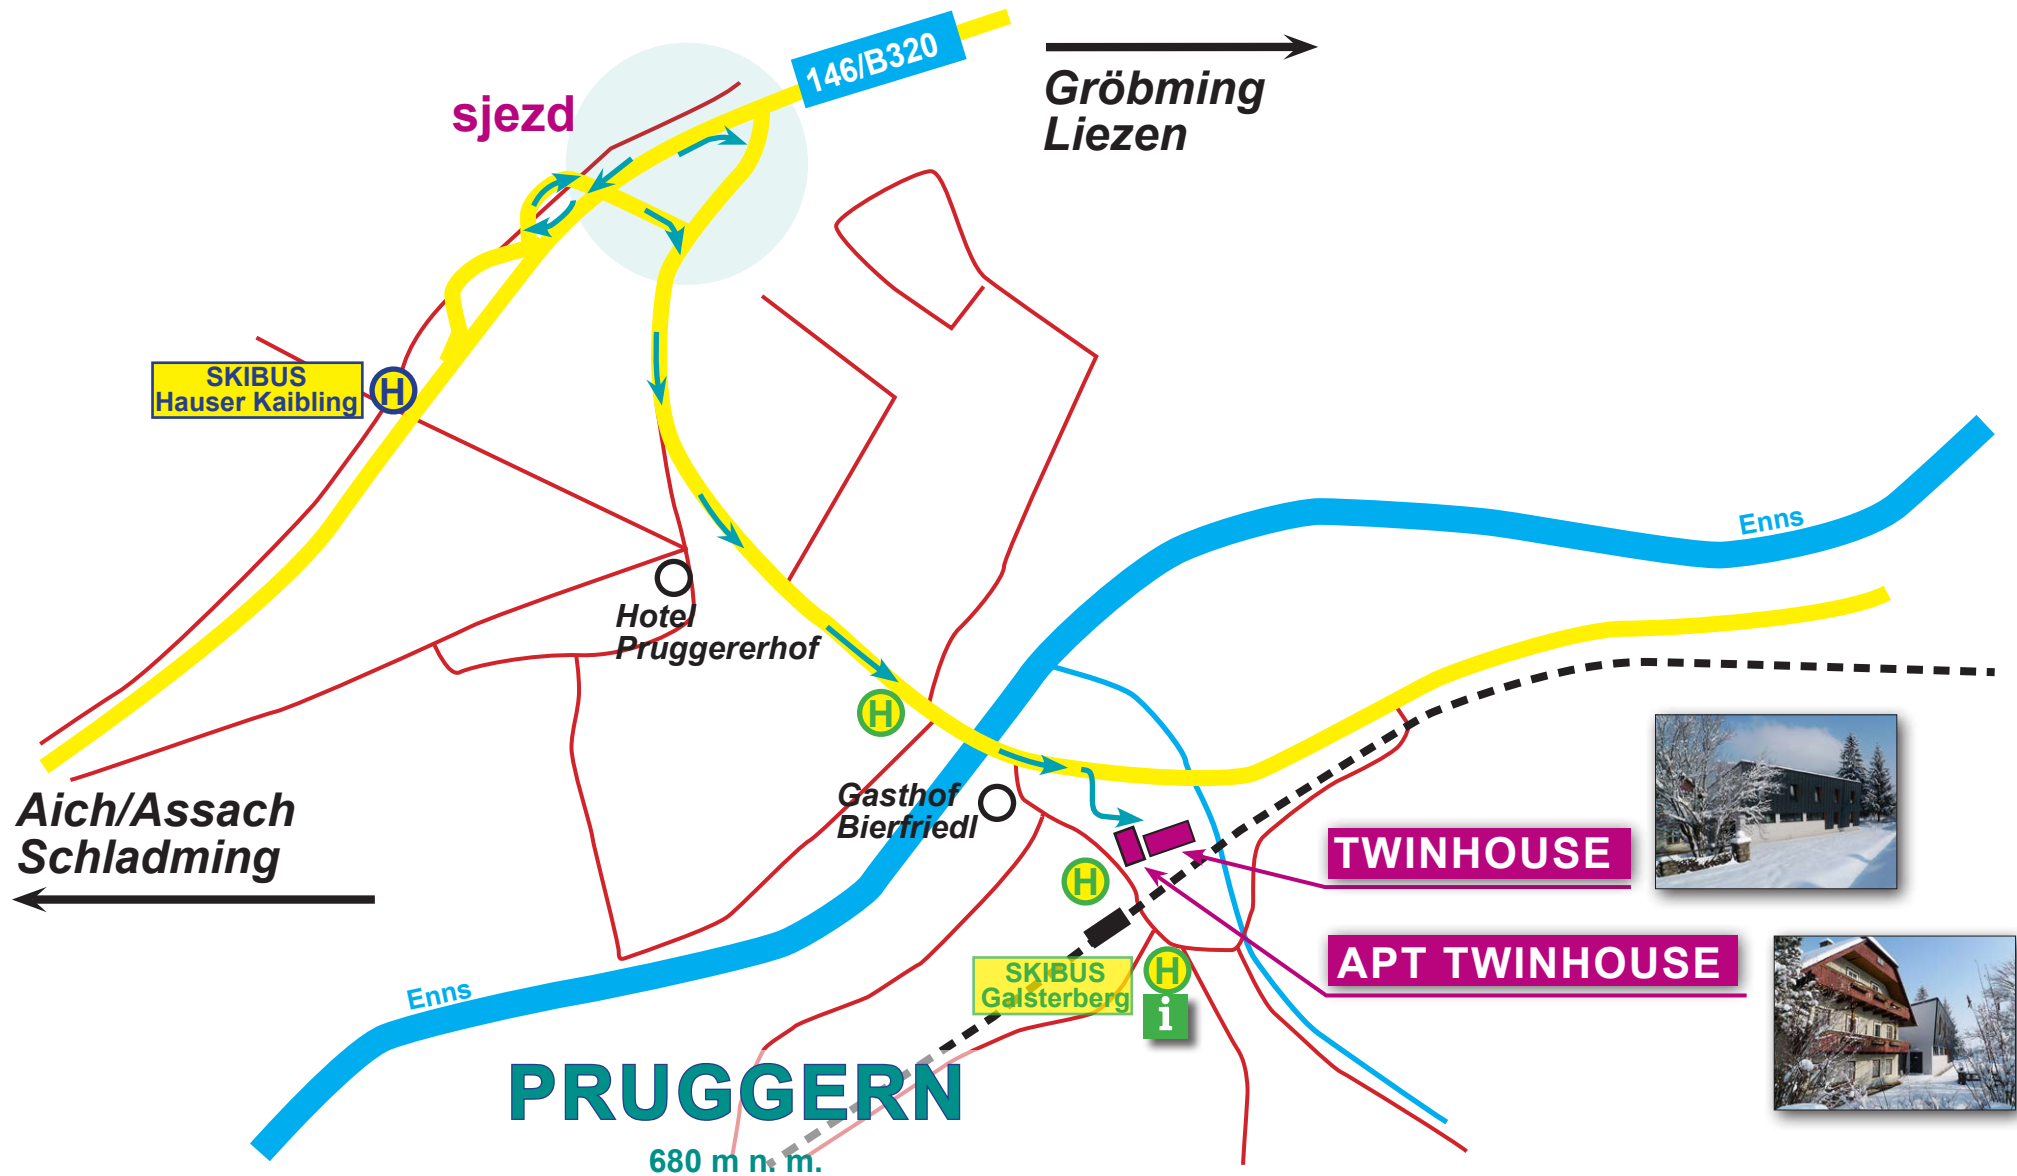 146/B320
sjezd
Gröbming
Liezen
SKIBUS
Hauser Kaibling
H
Enns
Hotel
Pruggererhof
H
Gasthof
Bierfriedl
Aich/Assach
Schladming
TWINHOUSE
H
APT TWINHOUSE
SKIBUS
Galsterberg
H
i
Enns
PRUGGERN
680 m n. m.